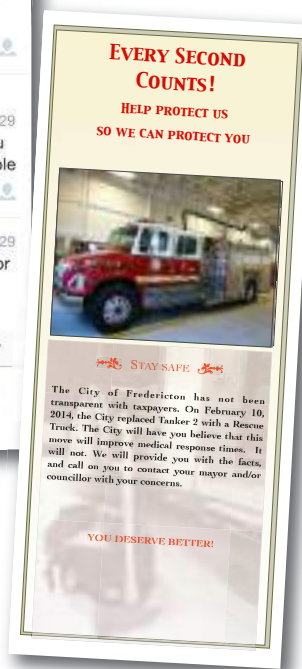 29
u
ole
29
or
EVERY SECOND
COUNTS!
HELP PROTECT US
SO WE CAN PROTECT YOU
STAY SAFE
The City of Fredericton has not been
transparent with taxpayers. On February 10,
2014, the City replaced Tanker 2 with a Rescue
Truck. The City will have you believe that this
move will improve medical response times. It
will not. We will provide you with the facts,
and call on you to contact your mayor and/or
councillor with your concerns.
YOU DESERVE BETTER!